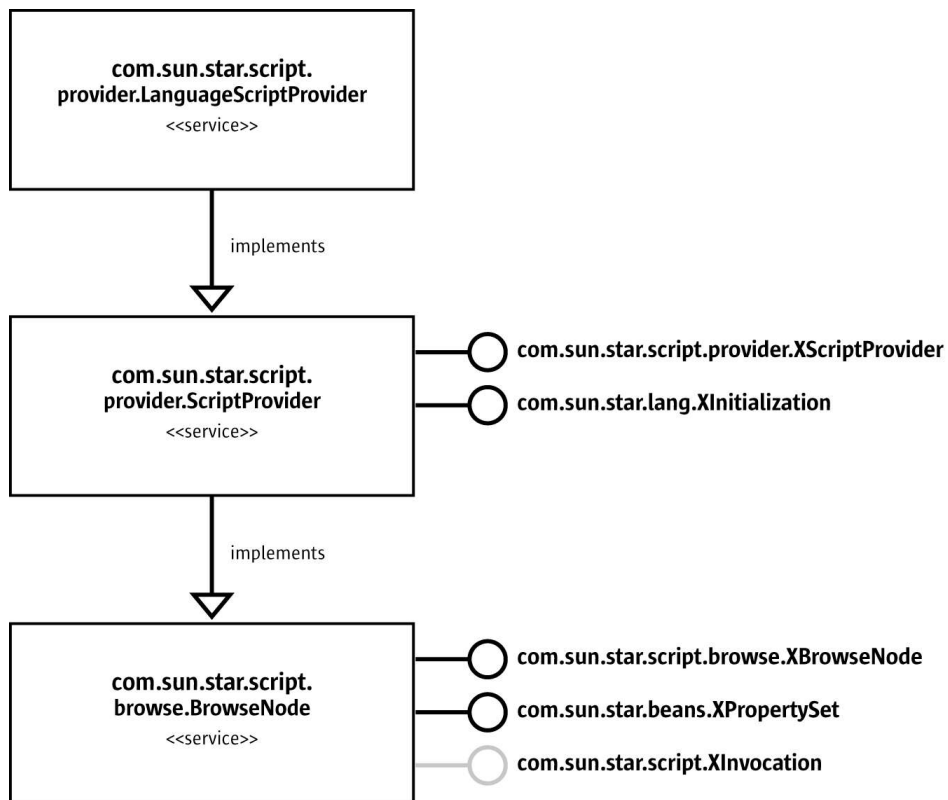 com.sun.star.script.
provider.LanguageScriptProvider
<<service>>
implements
com.sun.star.script.
provider.ScriptProvider
<<service>>
com.sun.star.script.provider.XScriptProvider
com.sun.star.lang.XInitialization
implements
com.sun.star.script.
browse.BrowseNode
<<service>>
com.sun.star.script.browse.XBrowseNode
com.sun.star.beans.XPropertySet
com.sun.star.script.XInvocation